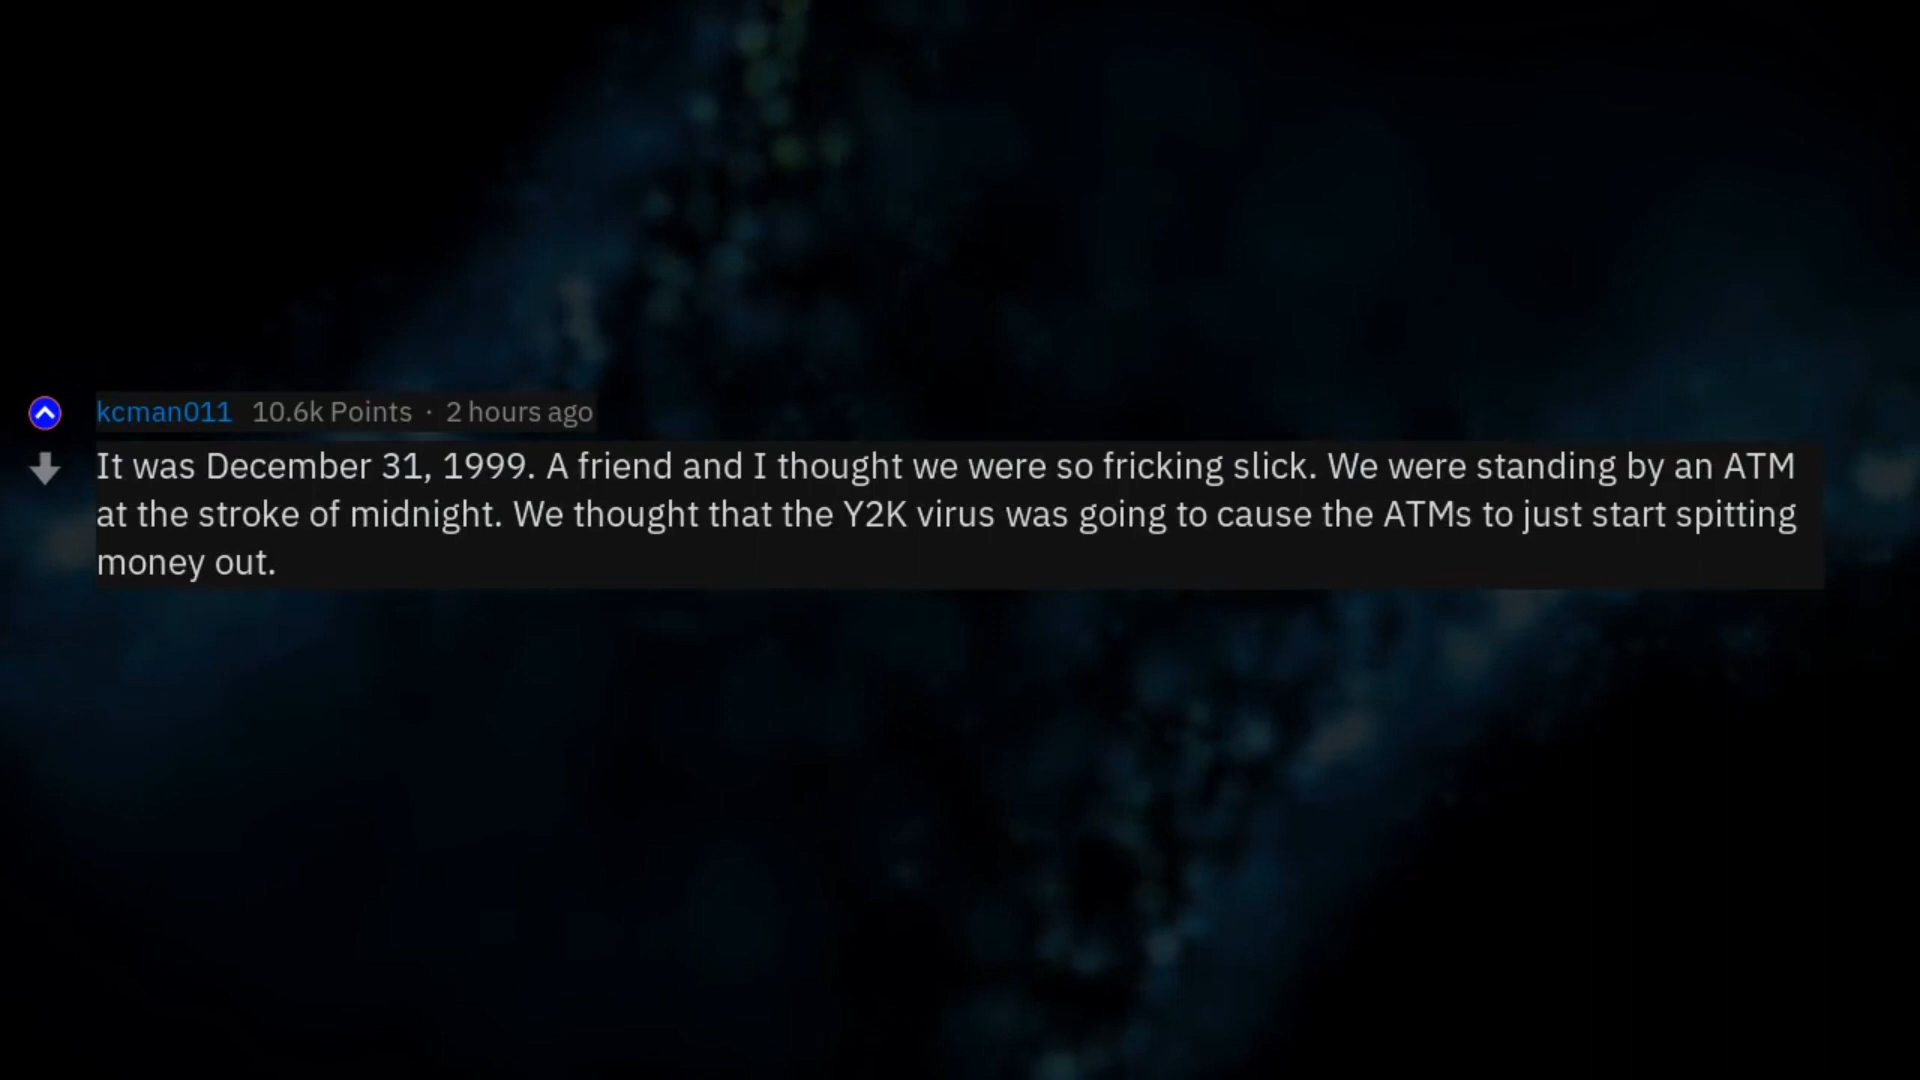 kcman011 10.6k Points · 2 hours ago
It was December 31, 1999. A friend and I thought we were so fricking slick. We were standing by an ATM
at the stroke of midnight. We thought that the Y2K virus was going to cause the ATMs to just start spitting
money out.